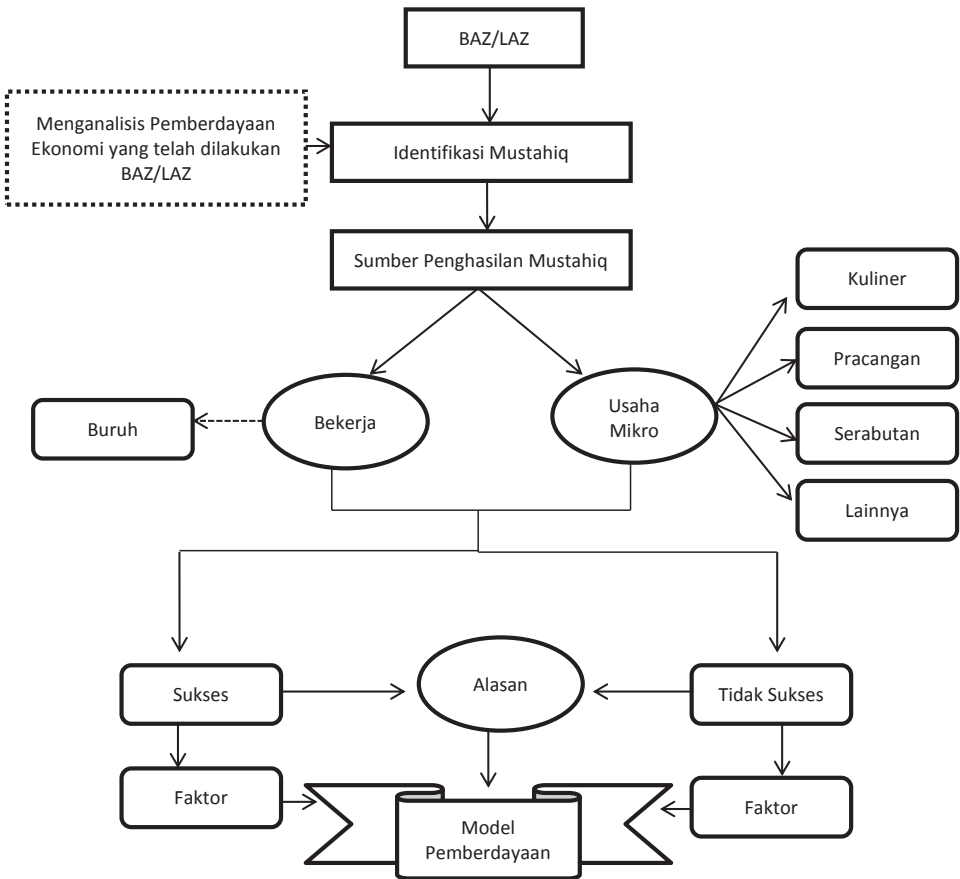 BAZ/LAZ
Menganalisis Pemberdayaan
Ekonomi yang telah dilakukan
BAZ/LAZ
Identifikasi Mustahiq
Sumber Penghasilan Mustahiq
Kuliner
Pracangan
Serabutan
Lainnya
Buruh
Bekerja
Usaha
Mikro
Sukses
Alasan
Tidak Sukses
Faktor
Model
Pemberdayaan
Faktor